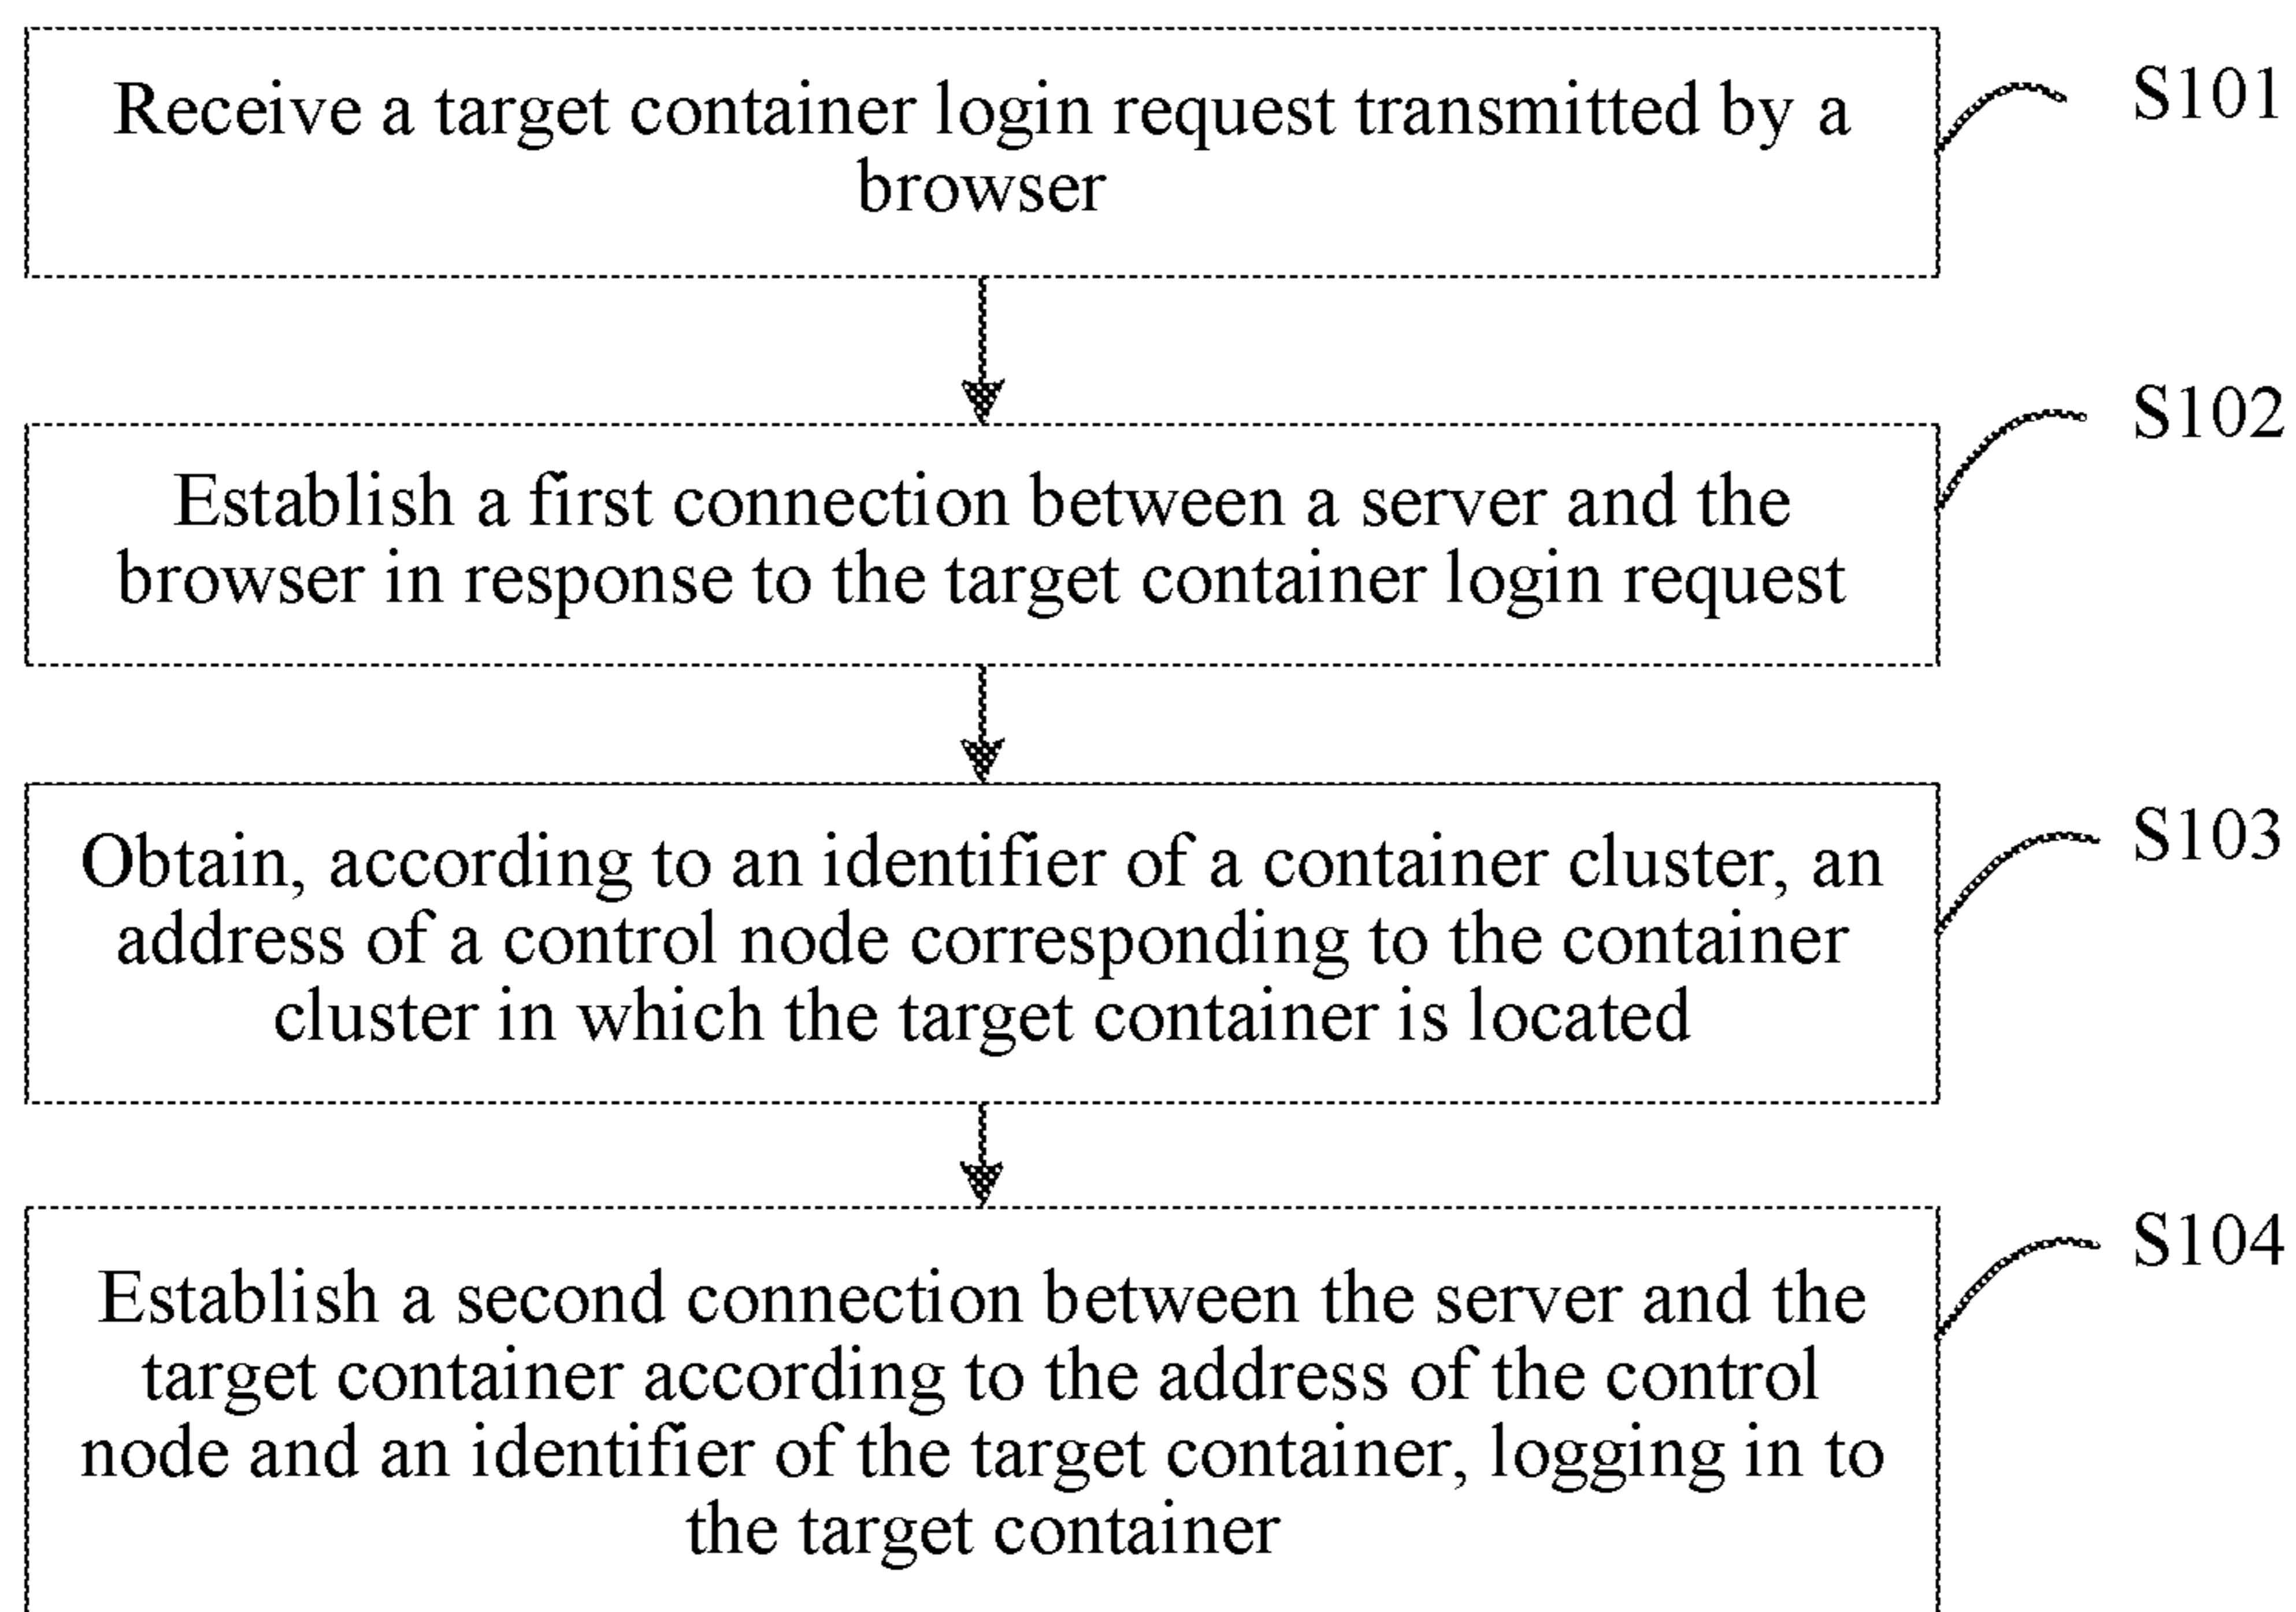 Receive a target container login request transmitted by a
browser
S101
Establish a first connection between a server and the
browser in response to the target container login request
S102
Obtain, according to an identifier of a container cluster, an
address of a control node corresponding to the container
cluster in which the target container is located
S103
Establish a second connection between the server and the
target container according to the address of the control
node and an identifier of the target container, logging in to
the target container
S104